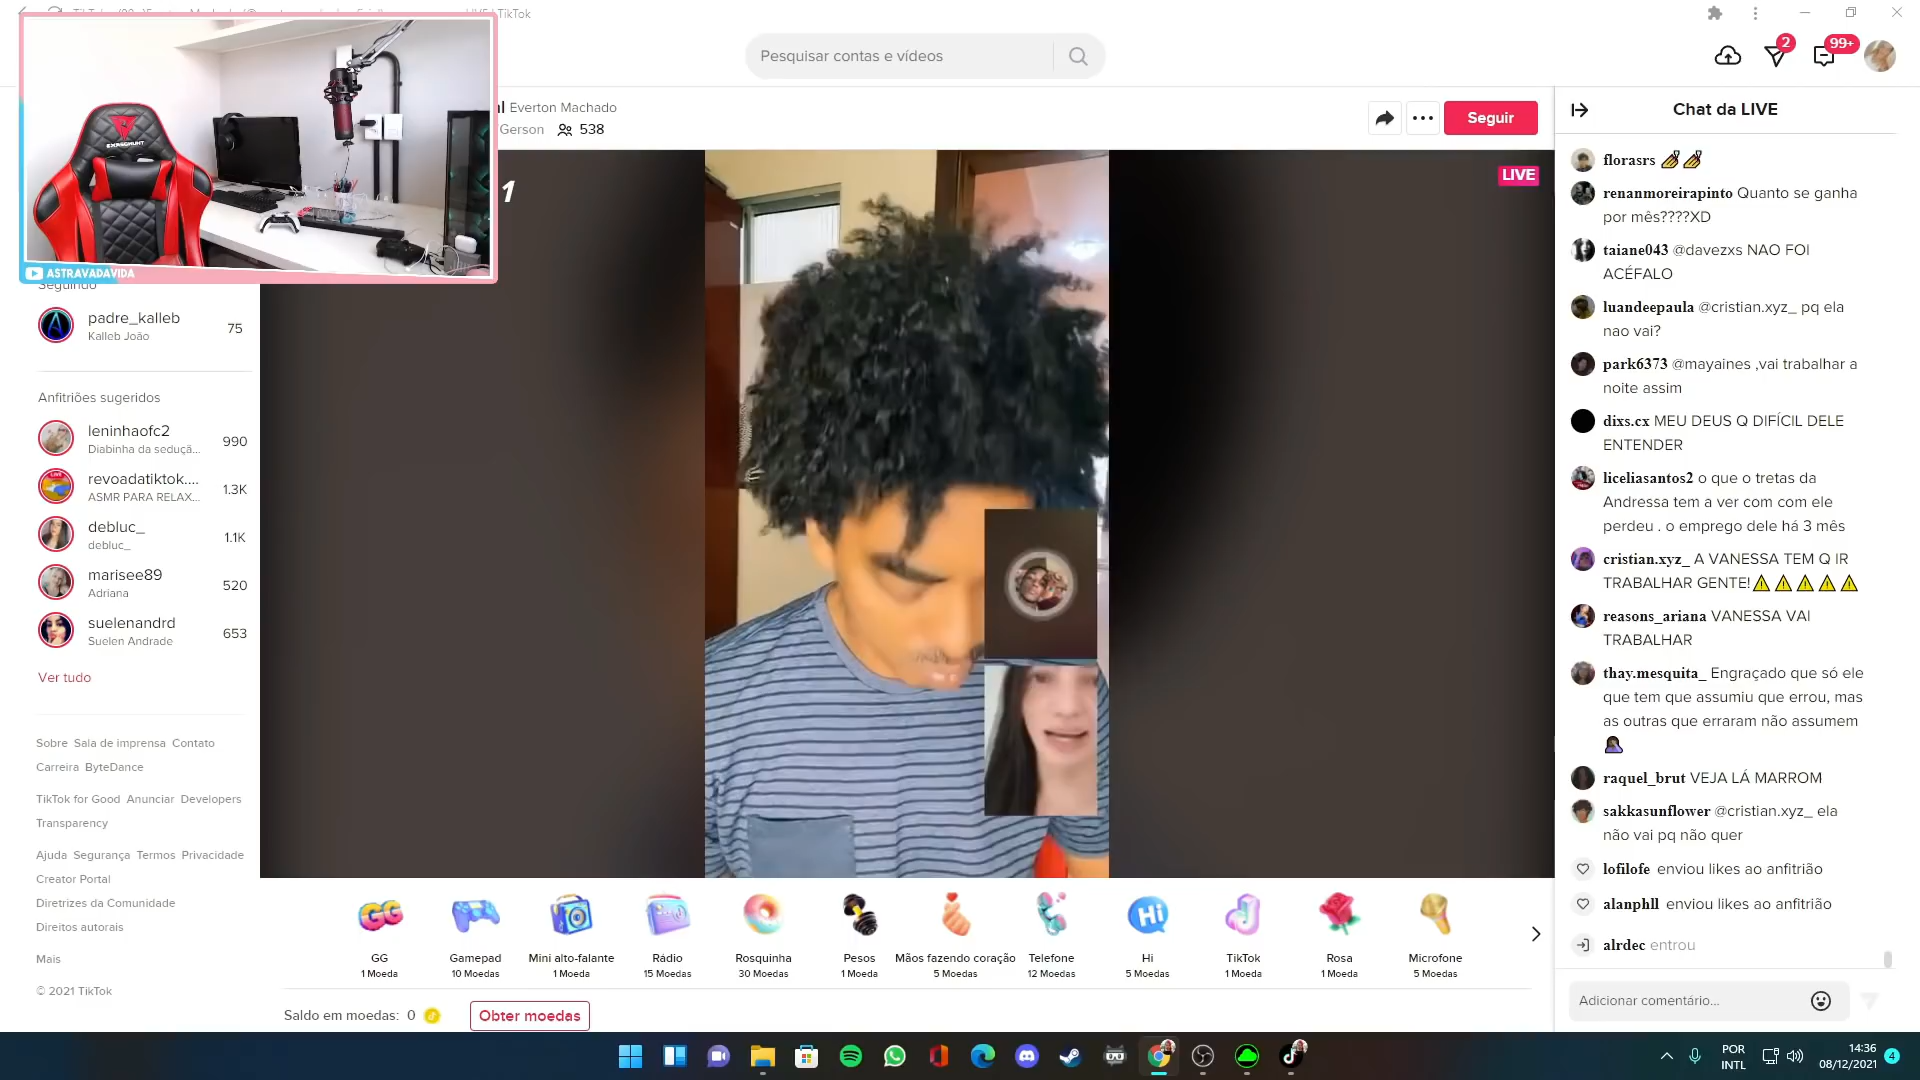 LIVE | TikTok
Pesquisar contas e vídeos
2
99+
Everton Machado
Gerson 538
Seguir
Chat da LIVE
EXAGGHUNT
ASTRAVADAVIDA
1
LIVE
Seguindo
padre_kalleb
Kalleb João
75
Anfitriões sugeridos
leninhaofc2
Diabinha da seduçã...
990
revoadatiktok....
ASMR PARA RELAX...
1.3K
debluc_
debluc_
1.1K
marisee89
Adriana
520
suelenandrd
Suelen Andrade
653
Ver tudo
Sobre Sala de imprensa Contato
Carreira ByteDance
TikTok for Good Anunciar Developers
Transparency
Ajuda Segurança Termos Privacidade
Creator Portal
Diretrizes da Comunidade
Direitos autorais
Mais
© 2021 TikTok
florasrs
renanmoreirapinto Quanto se ganha
por mês????XD
taiane043 @davezxs NAO FOI
ACÉFALO
luandeepaula @cristian.xyz_ pq ela
nao vai?
park6373 @mayaines ,vai trabalhar a
noite assim
dixs.cx MEU DEUS Q DIFÍCIL DELE
ENTENDER
liceliasantos2 o que o tretas da
Andressa tem a ver com com ele
perdeu . o emprego dele há 3 mês
cristian.xyz_ A VANESSA TEM Q IR
TRABALHAR GENTE!⚠⚠⚠⚠⚠
reasons_ariana VANESSA VAI
TRABALHAR
thay.mesquita_ Engraçado que só ele
que tem que assumiu que errou, mas
as outras que erraram não assumem
raquel_brut VEJA LÁ MARROM
sakkasunflower @cristian.xyz_ ela
não vai pq não quer
lofilofe enviou likes ao anfitrião
alanphll enviou likes ao anfitrião
alrdec entrou
Adicionar comentário...
GG
1 Moeda
Gamepad
10 Moedas
Mini alto-falante
1 Moeda
Rádio
15 Moedas
Rosquinha
30 Moedas
Pesos
1 Moeda
Mãos fazendo coração
5 Moedas
Telefone
12 Moedas
Hi
Hi
5 Moedas
TikTok
1 Moeda
Rosa
1 Moeda
Microfone
5 Moedas
Saldo em moedas: 0
Obter moedas
POR
INTL
14:36
08/12/2021
4